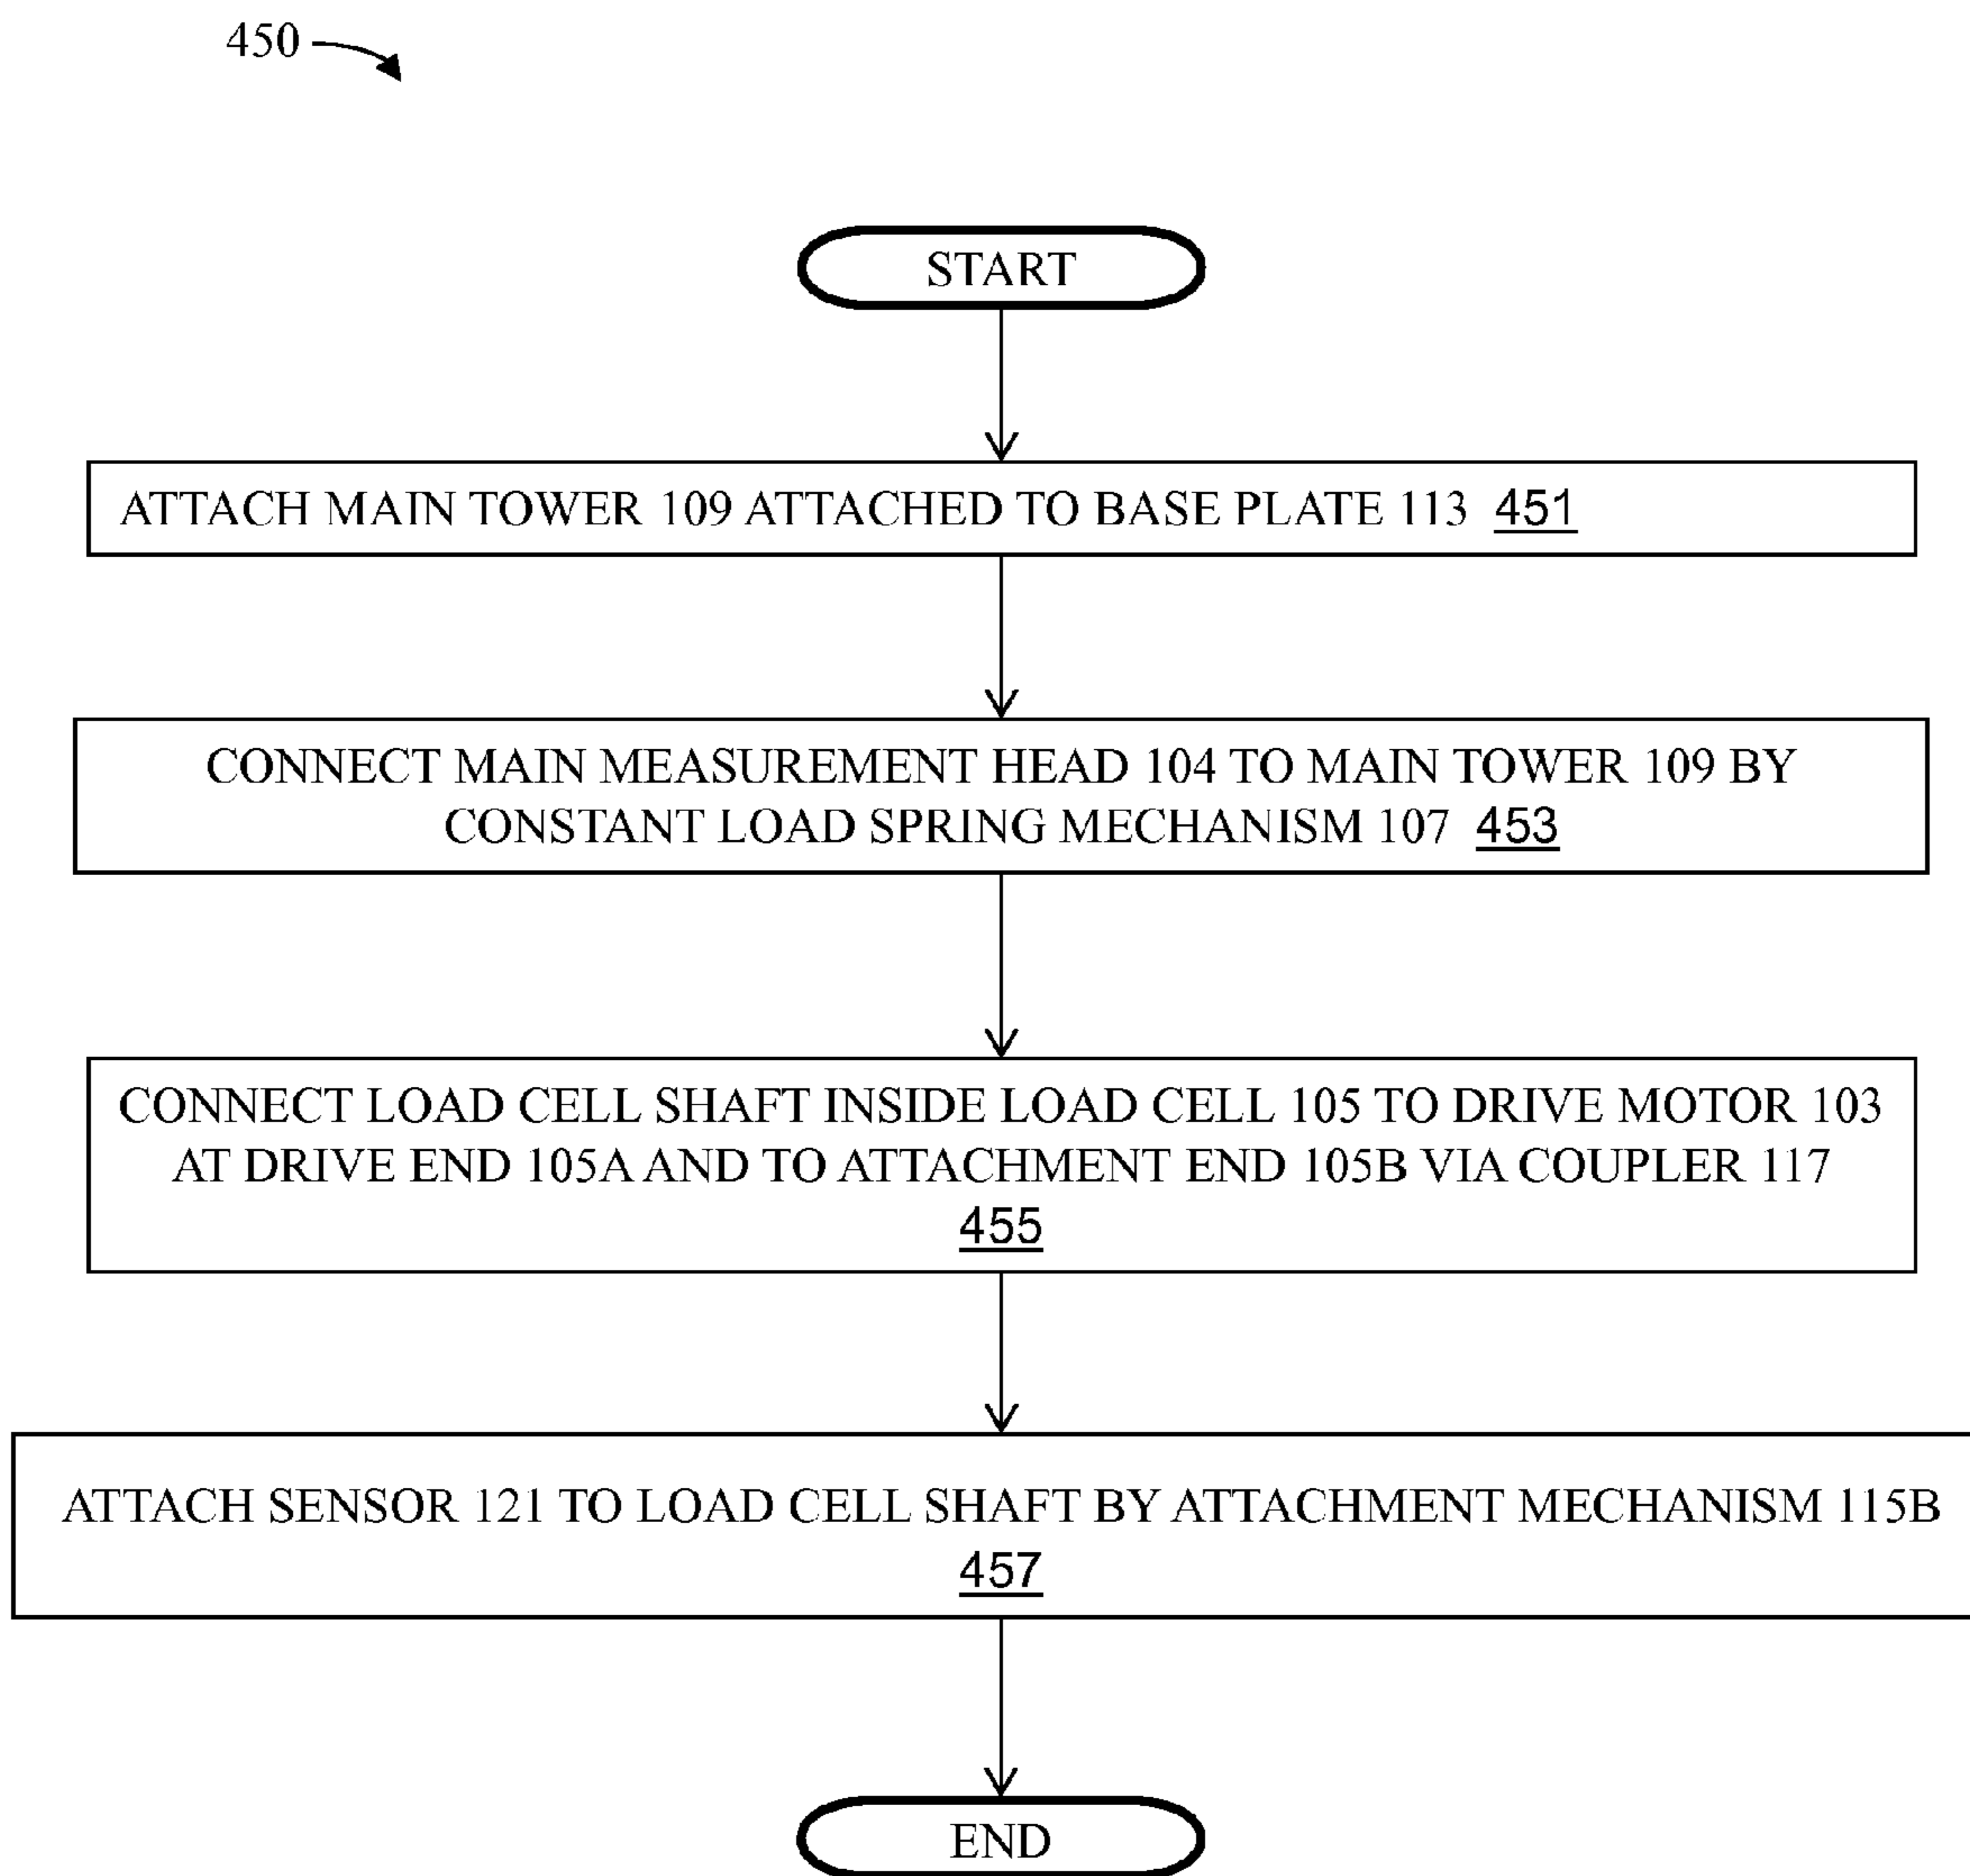 450
START
ATTACH MAIN TOWER 109 ATTACHED TO BASE PLATE 113 451
CONNECT MAIN MEASUREMENT HEAD 104 TO MAIN TOWER 109 BY
CONSTANT LOAD SPRING MECHANISM 107 453
CONNECT LOAD CELL SHAFT INSIDE LOAD CELL 105 TO DRIVE MOTOR 103
AT DRIVE END 105A AND TO ATTACHMENT END 105B VIA COUPLER 117
455
ATTACH SENSOR 121 TO LOAD CELL SHAFT BY ATTACHMENT MECHANISM 115B
457
END